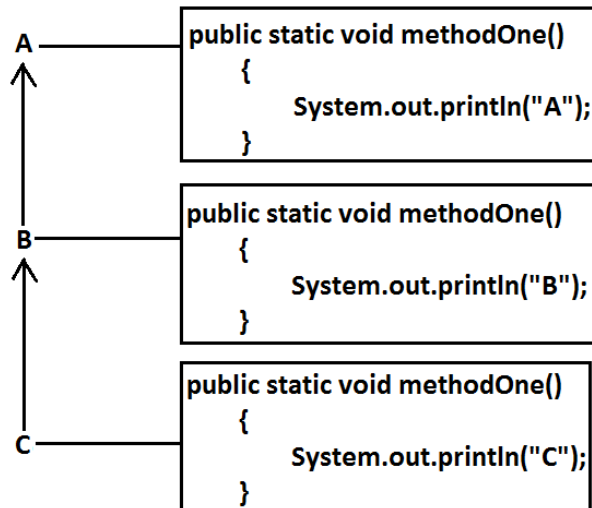 A
public static void methodOne()
{
System.out.println("A");
}
B
public static void methodOne()
{
System.out.println("B");
}
C
public static void methodOne()
{
System.out.println("C");
}